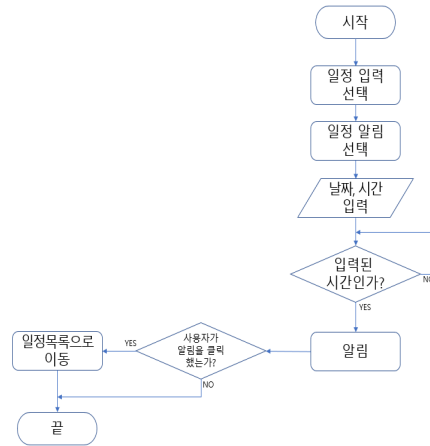 시작
일정 입력
선택
일정 알림
선택
날짜, 시간
입력
입력된
시간인가?
NO
YES
알림
사용자가
알림을 클릭
했는가?
YES
NO
일정목록으로
이동
끝